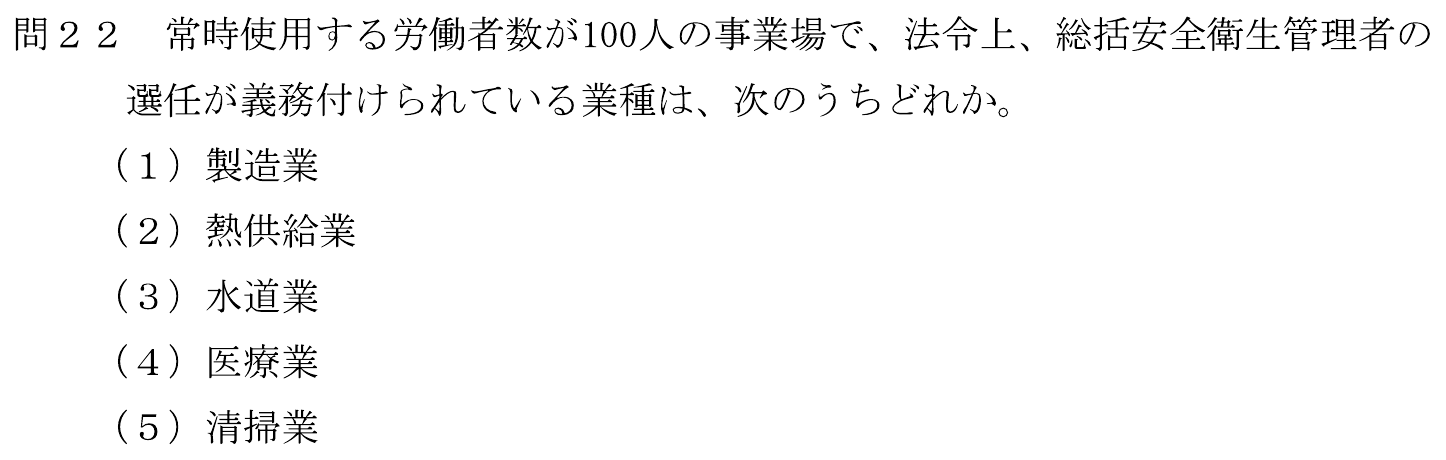 問２２　常時使用する労働者数が100人の事業場で、法令上、総括安全衛生管理者の
選任が義務付けられている業種は、次のうちどれか。
（１）製造業
（２）熱供給業
（３）水道業
（４）医療業
（５）清掃業